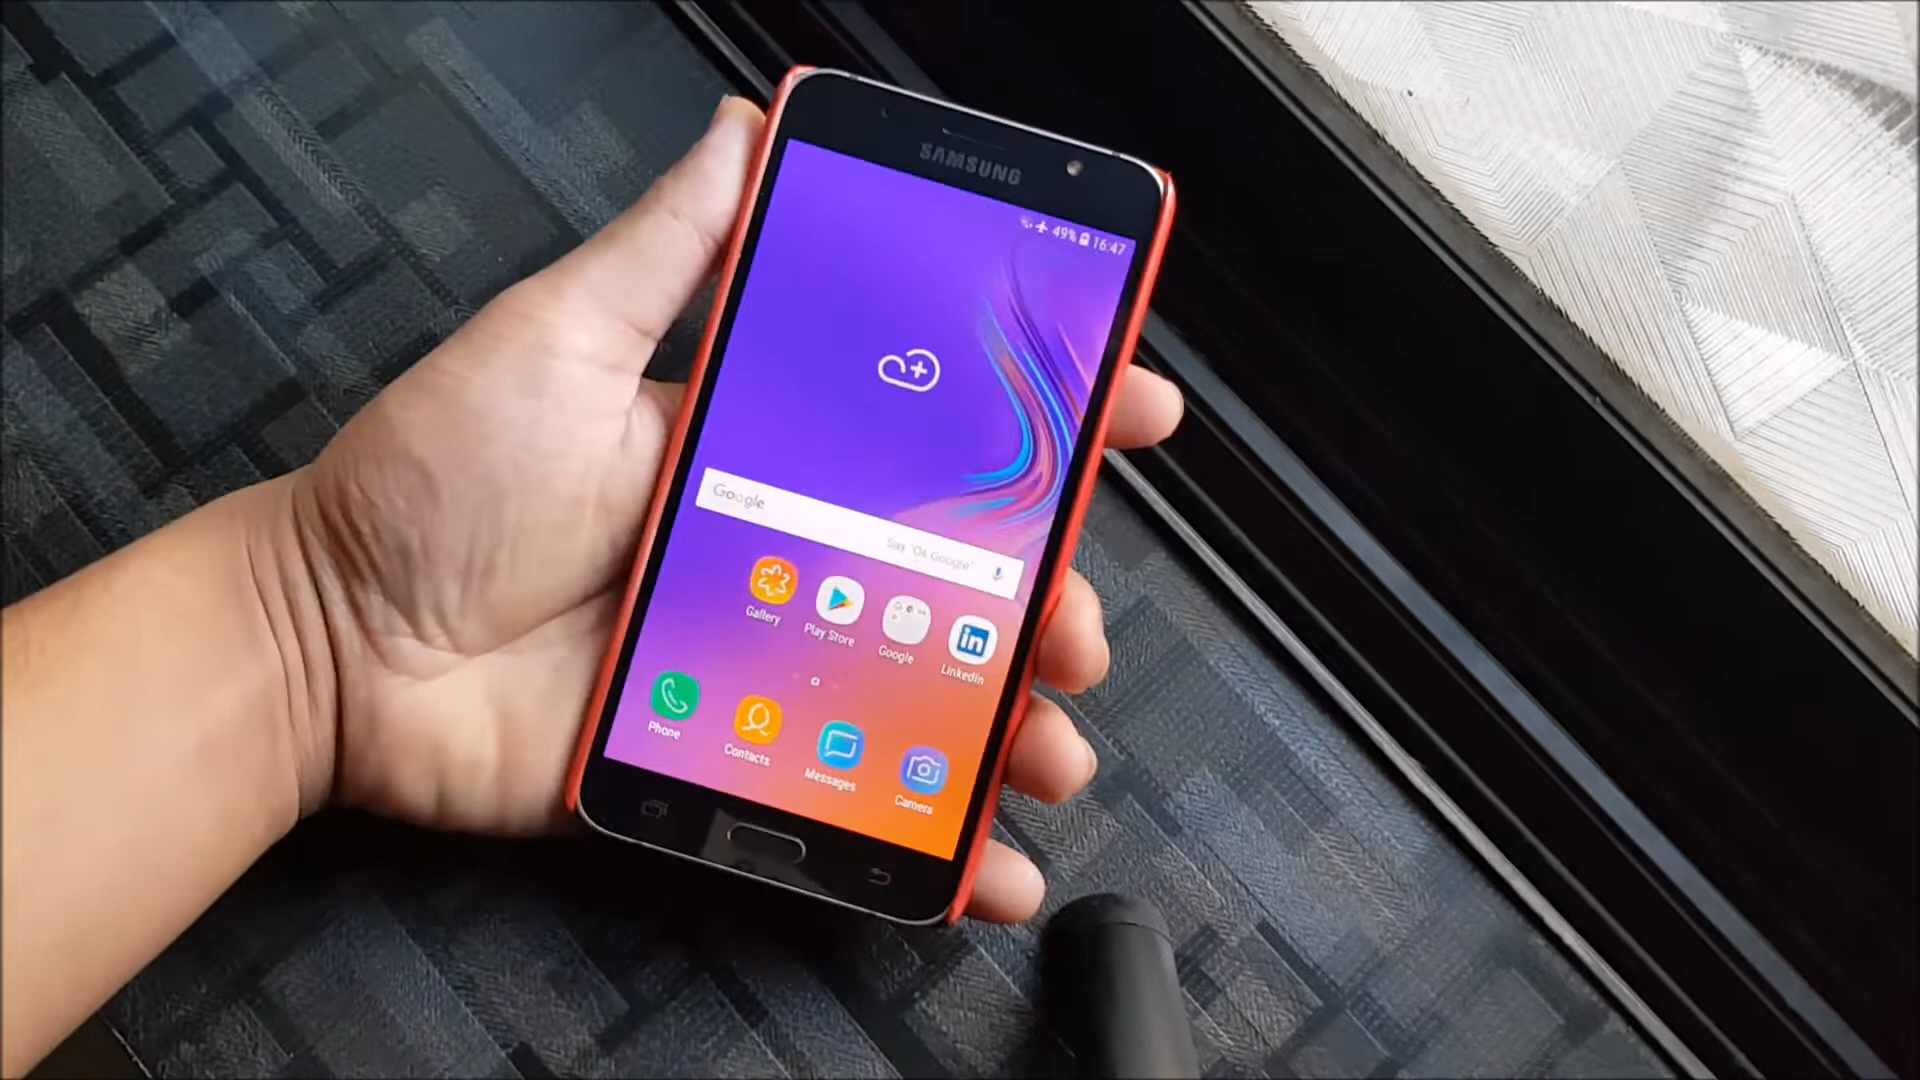 SAMSUNG
49% 16:47
Google
Say "Ok Google"
Gallery
Play Store
Google
LinkedIn
in
Phone
Contacts
Messages
Camera